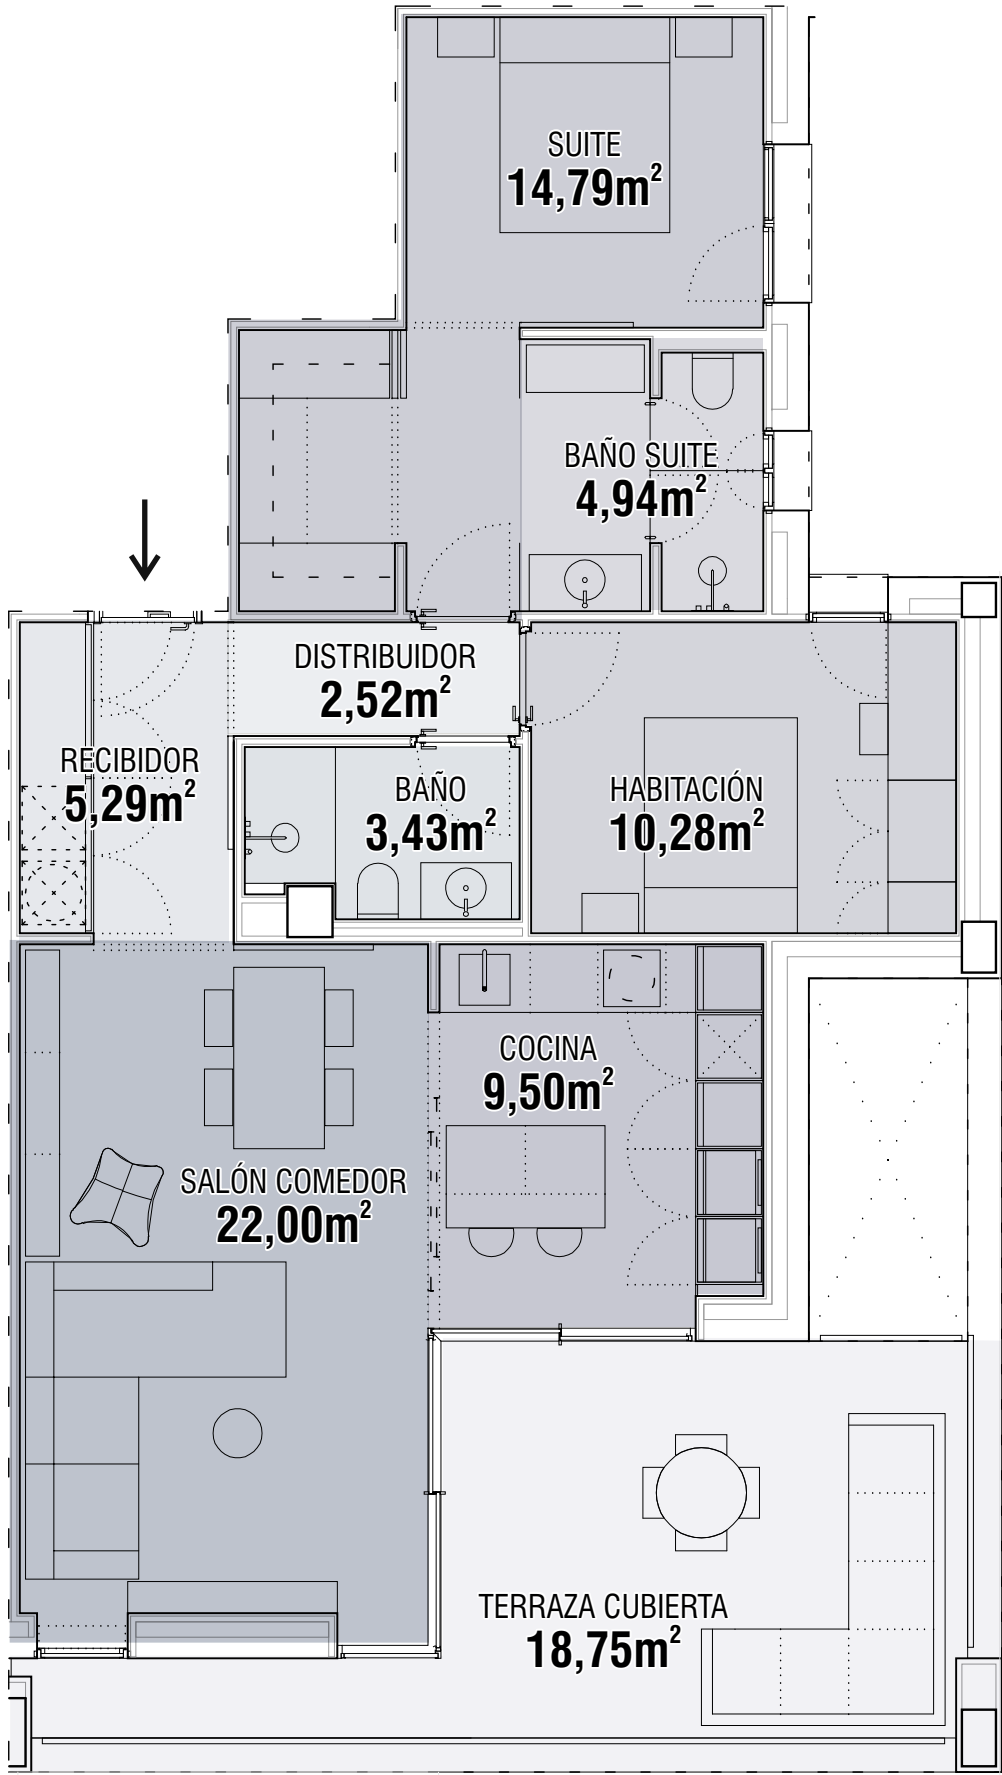 SUITE
14,79m²
BAÑO SUITE
4,94m²
DISTRIBUIDOR
2,52m²
RECIBIDOR
5,29m²
BAÑO
3,43m²
HABITACIÓN
10,28m²
COCINA
9,50m²
SALÓN COMEDOR
22,00m²
TERRAZA CUBIERTA
18,75m²